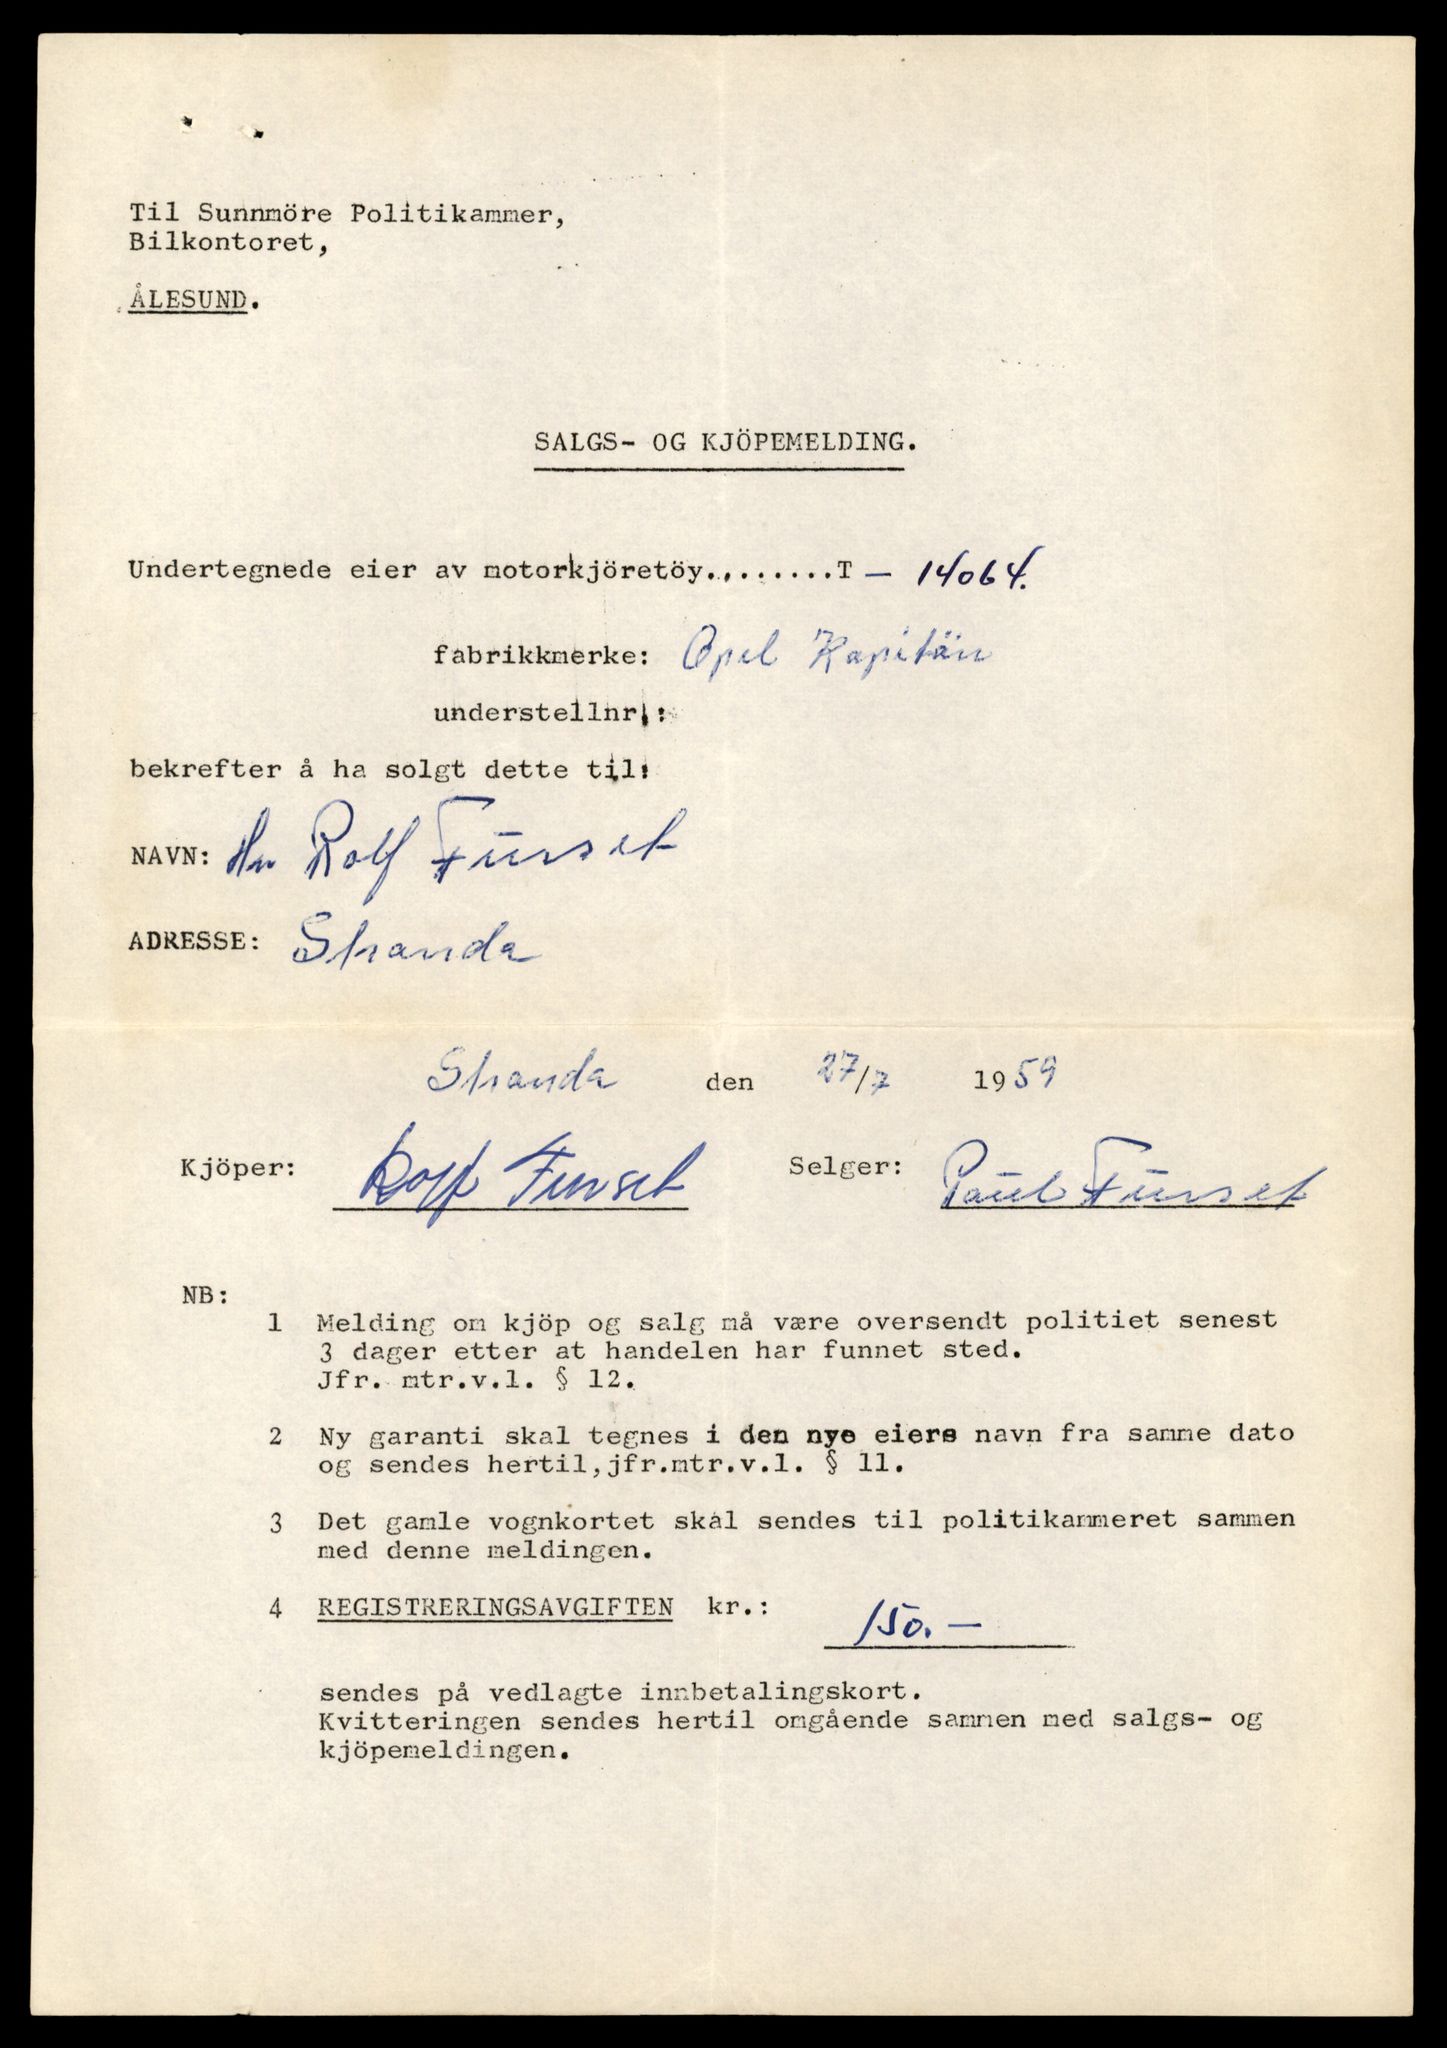 Til Sunnmöre Politikammer,
Bilkontoret,
ÅLESUND.
SALGS- OG KJÖPEMELDING.
Undertegnede eier av motorkjöretöy........T - 14064.
fabrikkmerke: Opel Kapitän
understellnr.:
bekrefter å ha solgt dette til:
NAVN: Hr Rolf Furset
ADRESSE: Stranda
Stranda den 27/7 1959
Kjöper: Rolf Furset Selger: Paul Furset
NB:
1 Melding om kjöp og salg må være oversendt politiet senest
3 dager etter at handelen har funnet sted.
Jfr. mtr.v.l. § 12.
2 Ny garanti skal tegnes i den nye eiers navn fra samme dato
og sendes hertil, jfr.mtr.v.l. § 11.
3 Det gamle vognkortet skal sendes til politikammeret sammen
med denne meldingen.
4 REGISTRERINGSAVGIFTEN kr.: 150.-
sendes på vedlagte innbetalingskort.
Kvitteringen sendes hertil omgående sammen med salgs- og
kjöpemeldingen.